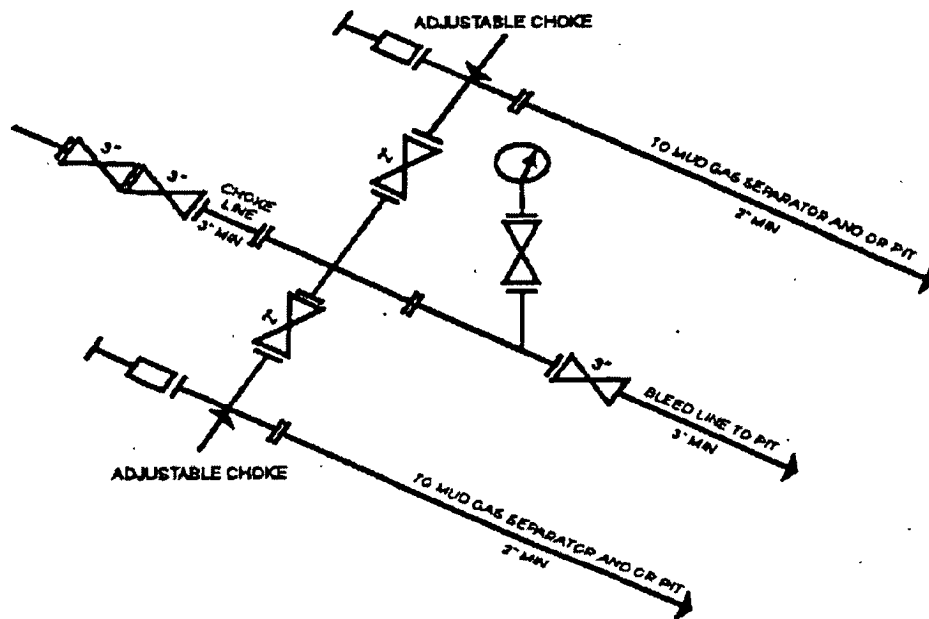 ADJUSTABLE CHOKE
3"
3"
CHOKE
LINE
3" MIN
TO MUD GAS SEPARATOR AND OR PIT
2" MIN
3"
BLEED LINE TO PIT
3" MIN
ADJUSTABLE CHOKE
TO MUD GAS SEPARATOR AND OR PIT
2" MIN